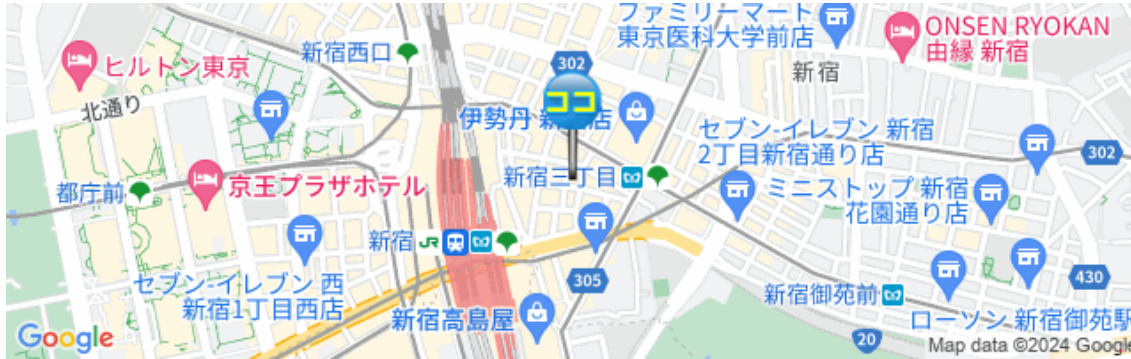 ファミリーマート
東京医科大学前店
ONSEN RYOKAN
由縁 新宿
新宿西口
ヒルトン東京
302
新宿
北通り
ココ
伊勢丹 新
店
セブン-イレブン 新宿
2丁目新宿通り店
302
都庁前
京王プラザホテル
新宿三丁目
ミニストップ 新宿
花園通り店
新宿
JR
セブン-イレブン 西
新宿1丁目西店
305
新宿御苑前
430
新宿高島屋
20
ローソン 新宿御苑駅
Google
Map data ©2024 Google